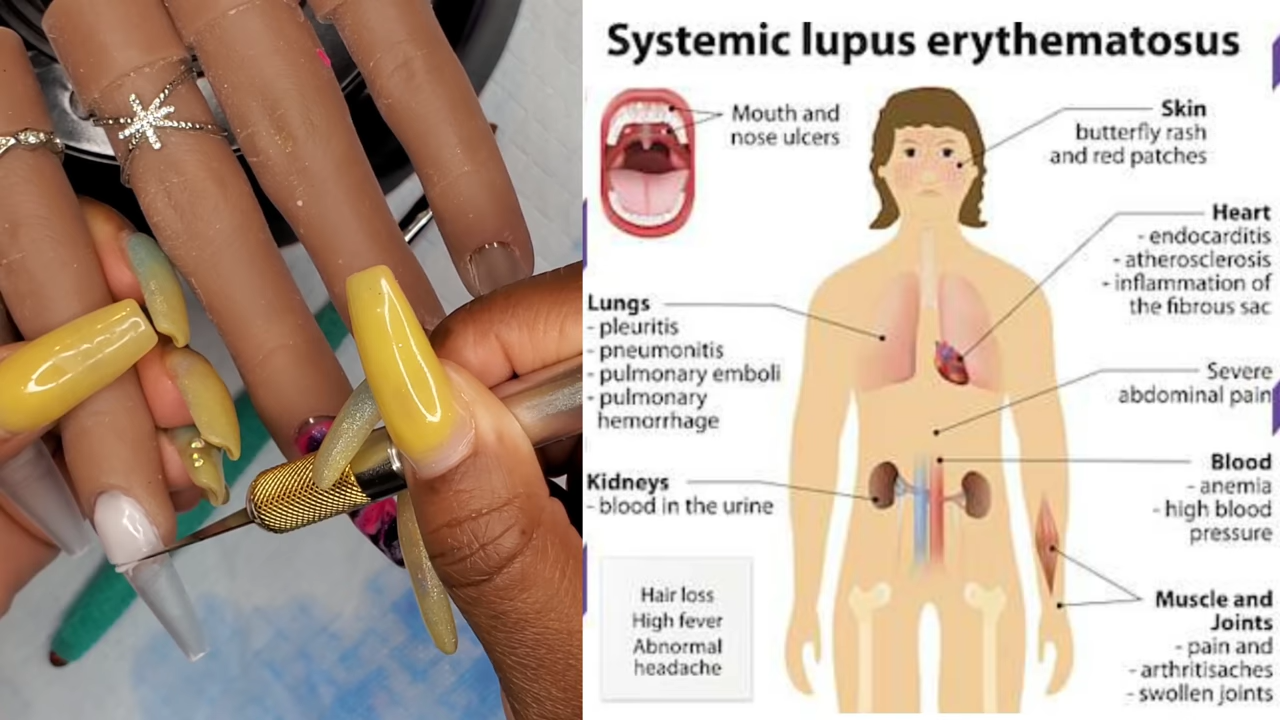 Systemic lupus erythematosus
Mouth and
nose ulcers
Skin
butterfly rash
and red patches
Heart
- endocarditis
- atherosclerosis
- inflammation of
the fibrous sac
Lungs
- pleuritis
- pneumonitis
- pulmonary emboli
- pulmonary
hemorrhage
Severe
abdominal pain
Kidneys
- blood in the urine
Blood
- anemia
- high blood
pressure
Hair loss
High fever
Abnormal
headache
Muscle and
Joints
- pain and
- arthritisaches
- swollen joints